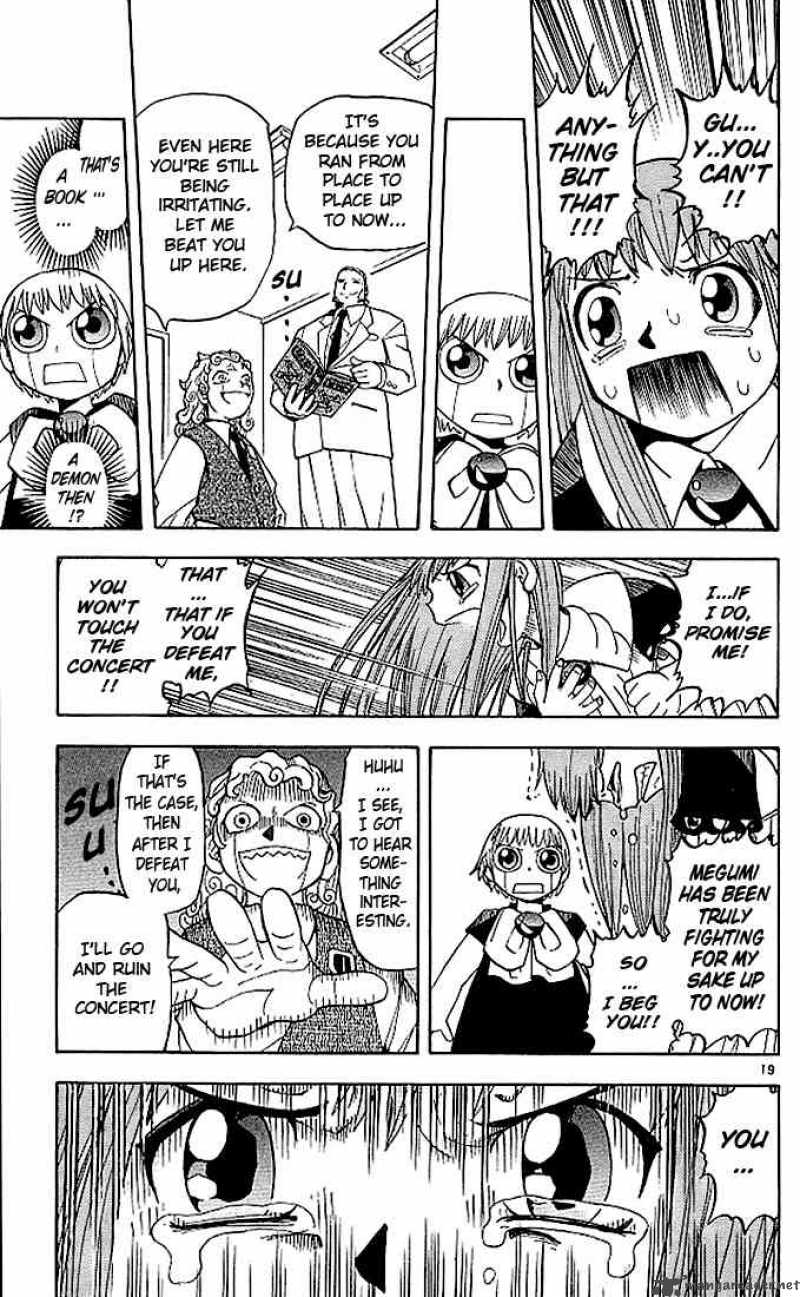 GU...
Y..YOU
CAN'T
!!
ANY-
THING
BUT
THAT
!!!
IT'S
BECAUSE YOU
RAN FROM
PLACE TO
PLACE UP
TO NOW...
EVEN HERE
YOU'RE STILL
BEING
IRRITATING.
LET ME
BEAT YOU
UP HERE.
SU
THAT'S
A
BOOK ...
...
A
DEMON
THEN
!?
I...IF
I DO,
PROMISE
ME!
THAT
...
THAT IF
YOU
DEFEAT
ME,
YOU
WON'T
TOUCH
THE
CONCERT
!!
MEGUMI
HAS BEEN
TRULY
FIGHTING
FOR MY
SAKE UP
TO NOW!
SO
...
I BEG
YOU!!
HUHU
...
I SEE,
I GOT
TO HEAR
SOME-
THING
INTER-
ESTING.
IF
THAT'S
THE CASE,
THEN
AFTER I
DEFEAT
YOU,
SU
U
I'LL GO
AND RUIN
THE
CONCERT!
19
YOU
...
mangareader.net